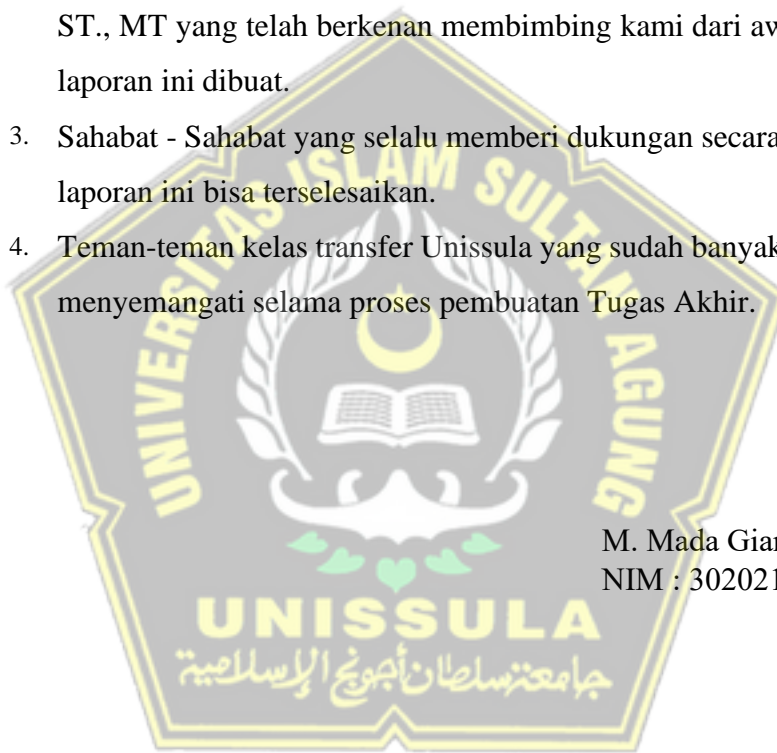 ST., MT yang telah berkenan membimbing kami dari aw
laporan ini dibuat.
3. Sahabat - Sahabat yang selalu memberi dukungan secara
laporan ini bisa terselesaikan.
4. Teman-teman kelas transfer Unissula yang sudah banyak
menyemangati selama proses pembuatan Tugas Akhir.
UNIVERSITAS ISLAM SULTAN AGUNG
M. Mada Gian
NIM : 302021
UNISSULA
جامعة سلطان أجونج الإسلامية